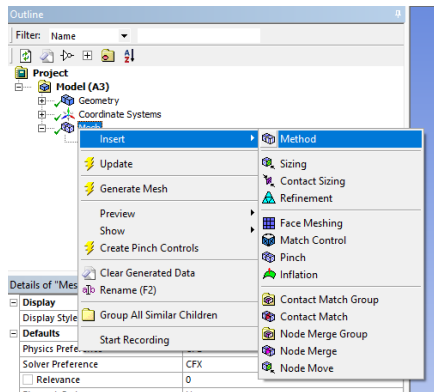 Outline
Filter: Name
Project
Model (A3)
Geometry
Coordinate Systems
Mesh
Insert
Update
Generate Mesh
Preview
Show
Create Pinch Controls
Clear Generated Data
Rename (F2)
Group All Similar Children
Start Recording
Method
Sizing
Contact Sizing
Refinement
Face Meshing
Match Control
Pinch
Inflation
Contact Match Group
Contact Match
Node Merge Group
Node Merge
Node Move
Details of "Mes
Display
Display Style
Defaults
Physics Prefe
Solver Preference CFX
Relevance 0